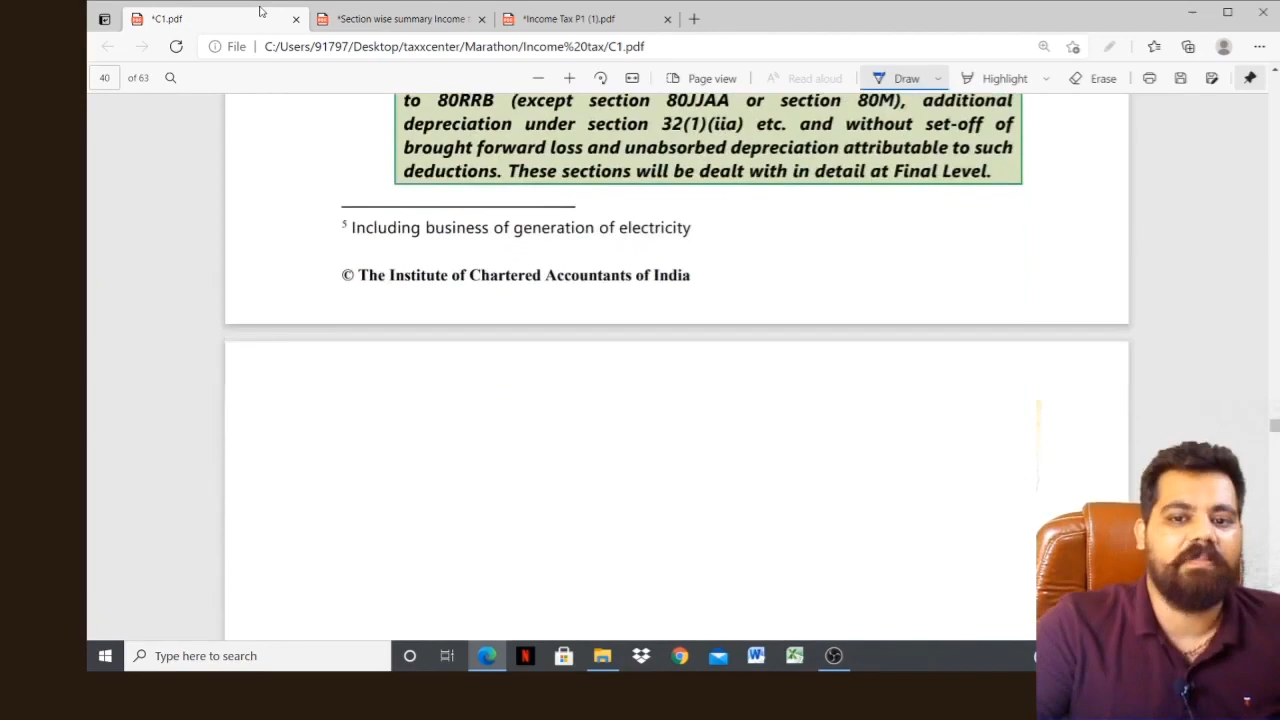 *C1.pdf
*Section wise summary Income
*Income Tax P1 (1).pdf
File
C:/Users/91797/Desktop/taxxcenter/Marathon/Income%20tax/C1.pdf
40 of 63
Page view
Read aloud
Draw
Highlight
Erase
to 80RRB (except section 80JJAA or section 80M), additional
depreciation under section 32(1)(iia) etc. and without set-off of
brought forward loss and unabsorbed depreciation attributable to such
deductions. These sections will be dealt with in detail at Final Level.
5 Including business of generation of electricity
© The Institute of Chartered Accountants of India
Type here to search